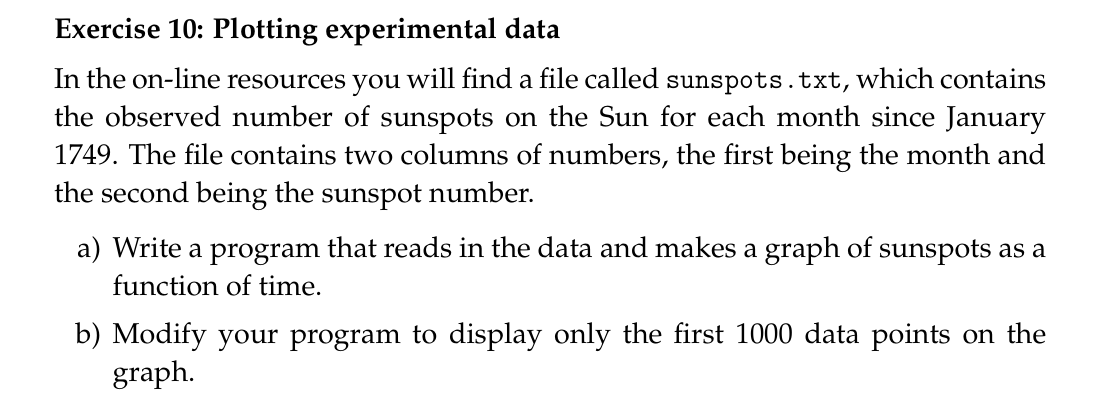 Exercise 10: Plotting experimental data
In the on-line resources you will find a file called sunspots.txt, which contains
the observed number of sunspots on the Sun for each month since January
1749. The file contains two columns of numbers, the first being the month and
the second being the sunspot number.
a) Write a program that reads in the data and makes a graph of sunspots as a
function of time.
b) Modify your program to display only the first 1000 data points on the
graph.